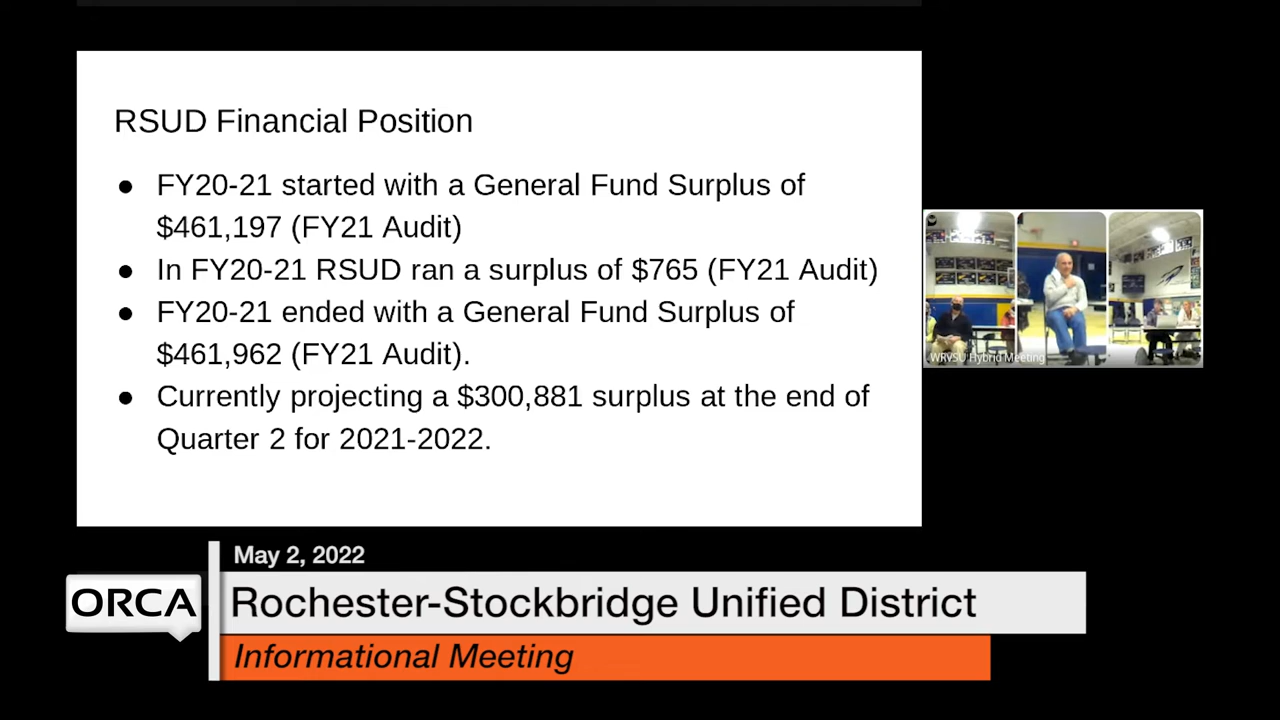 RSUD Financial Position
● FY20-21 started with a General Fund Surplus of
$461,197 (FY21 Audit)
● In FY20-21 RSUD ran a surplus of $765 (FY21 Audit)
● FY20-21 ended with a General Fund Surplus of
$461,962 (FY21 Audit).
● Currently projecting a $300,881 surplus at the end of
Quarter 2 for 2021-2022.
WRVSU Hybrid Meeting
May 2, 2022
ORCA
Rochester-Stockbridge Unified District
Informational Meeting